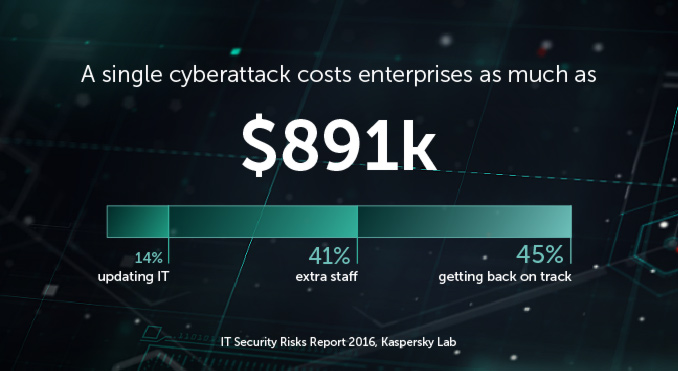 A single cyberattack costs enterprises as much as
$891k
14%
updating IT
41%
extra staff
45%
getting back on track
IT Security Risks Report 2016, Kaspersky Lab